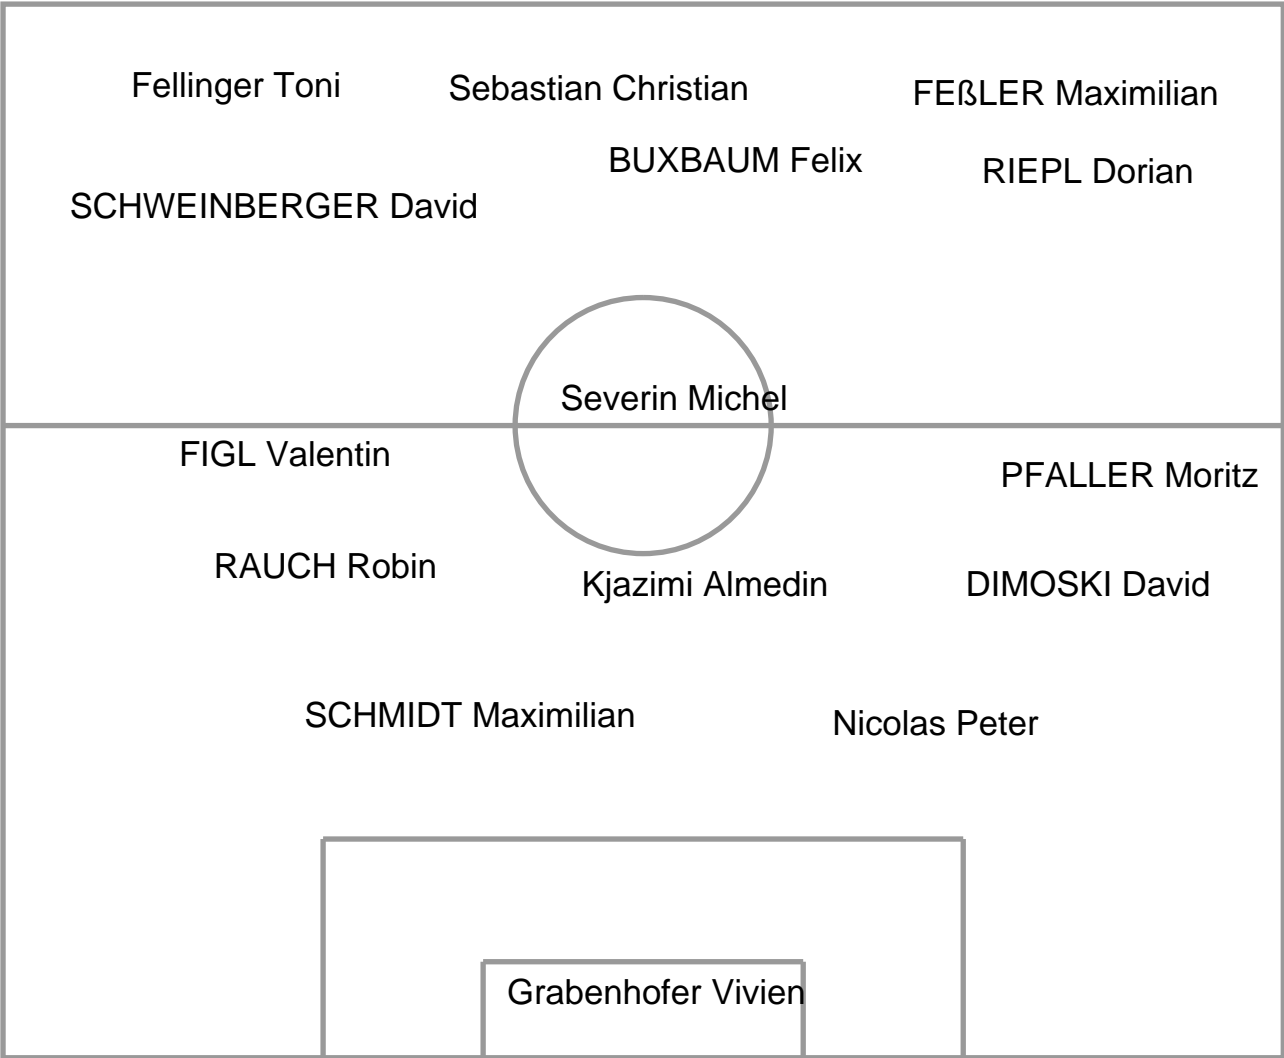 Fellinger Toni
Sebastian Christian
FEßLER Maximilian
BUXBAUM Felix
RIEPL Dorian
SCHWEINBERGER David
Severin Michel
FIGL Valentin
PFALLER Moritz
RAUCH Robin
Kjazimi Almedin
DIMOSKI David
SCHMIDT Maximilian
Nicolas Peter
Grabenhofer Vivien